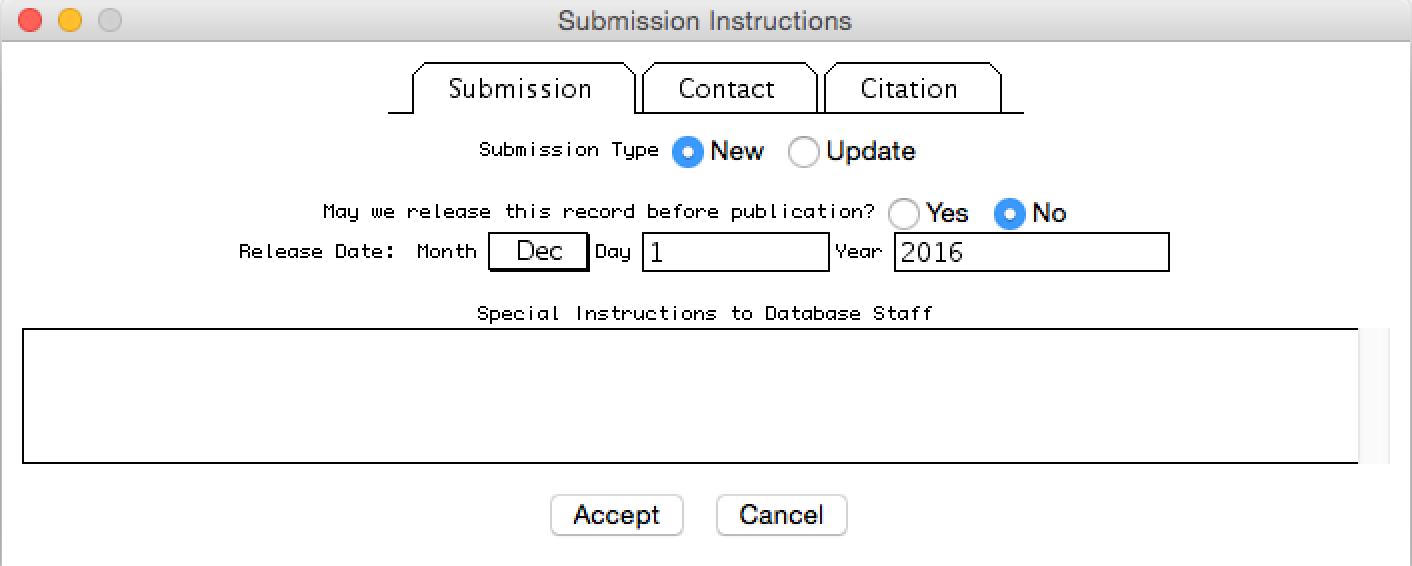 Submission Instructions
Submission Contact Citation
Submission Type New Update
May we release this record before publication? Yes No
Release Date: Month Dec Day 1 Year 2016
Special Instructions to Database Staff
Accept Cancel